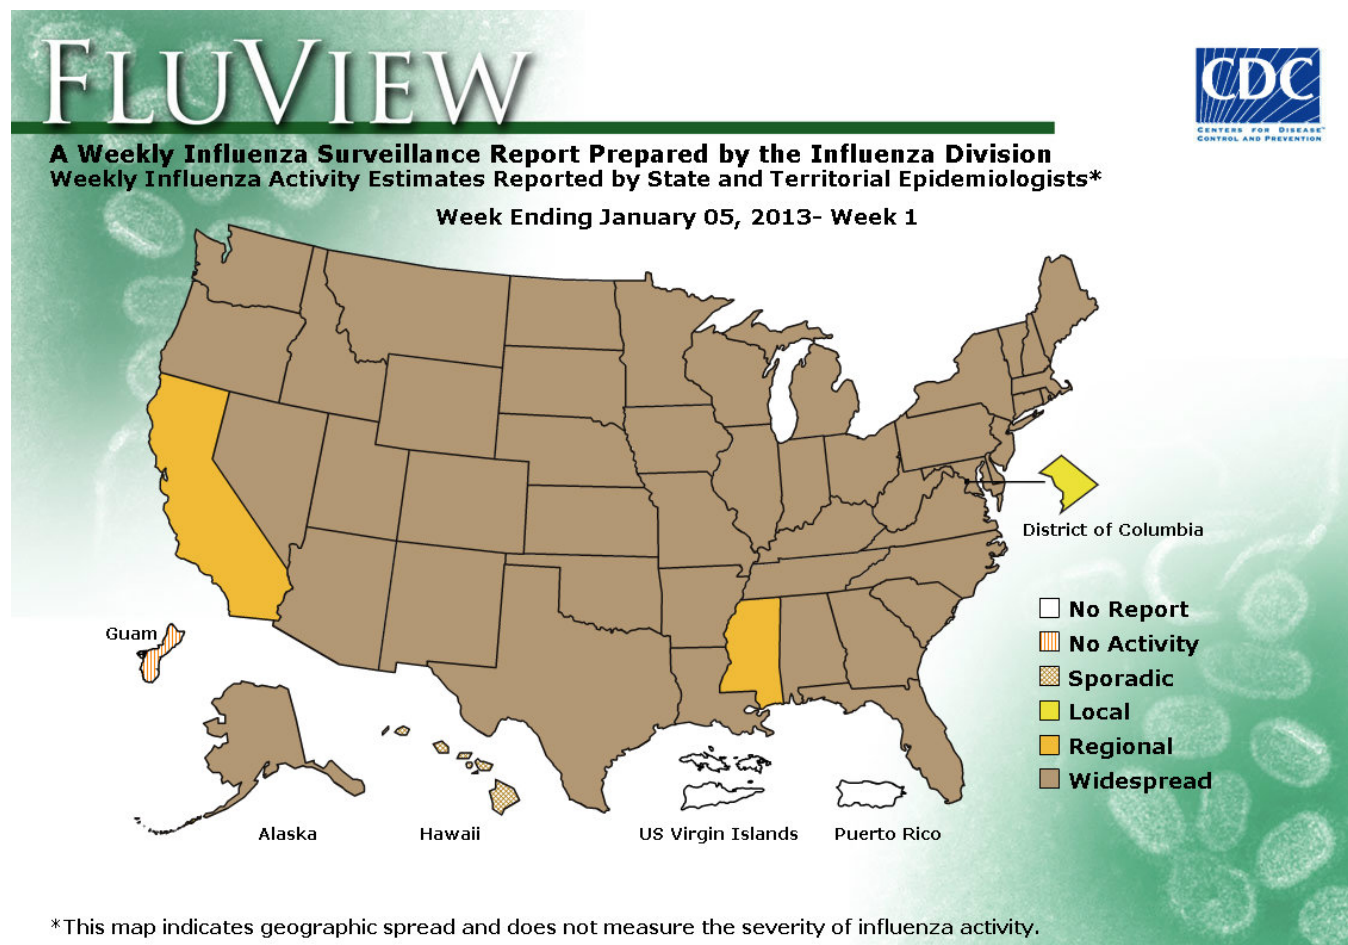 FLUVIEW
CDC
CENTERS FOR DISEASE™
CONTROL AND PREVENTION
A Weekly Influenza Surveillance Report Prepared by the Influenza Division
Weekly Influenza Activity Estimates Reported by State and Territorial Epidemiologists*
Week Ending January 05, 2013- Week 1
District of Columbia
No Report
No Activity
Sporadic
Local
Regional
Widespread
Guam
Alaska
Hawaii
US Virgin Islands
Puerto Rico
*This map indicates geographic spread and does not measure the severity of influenza activity.